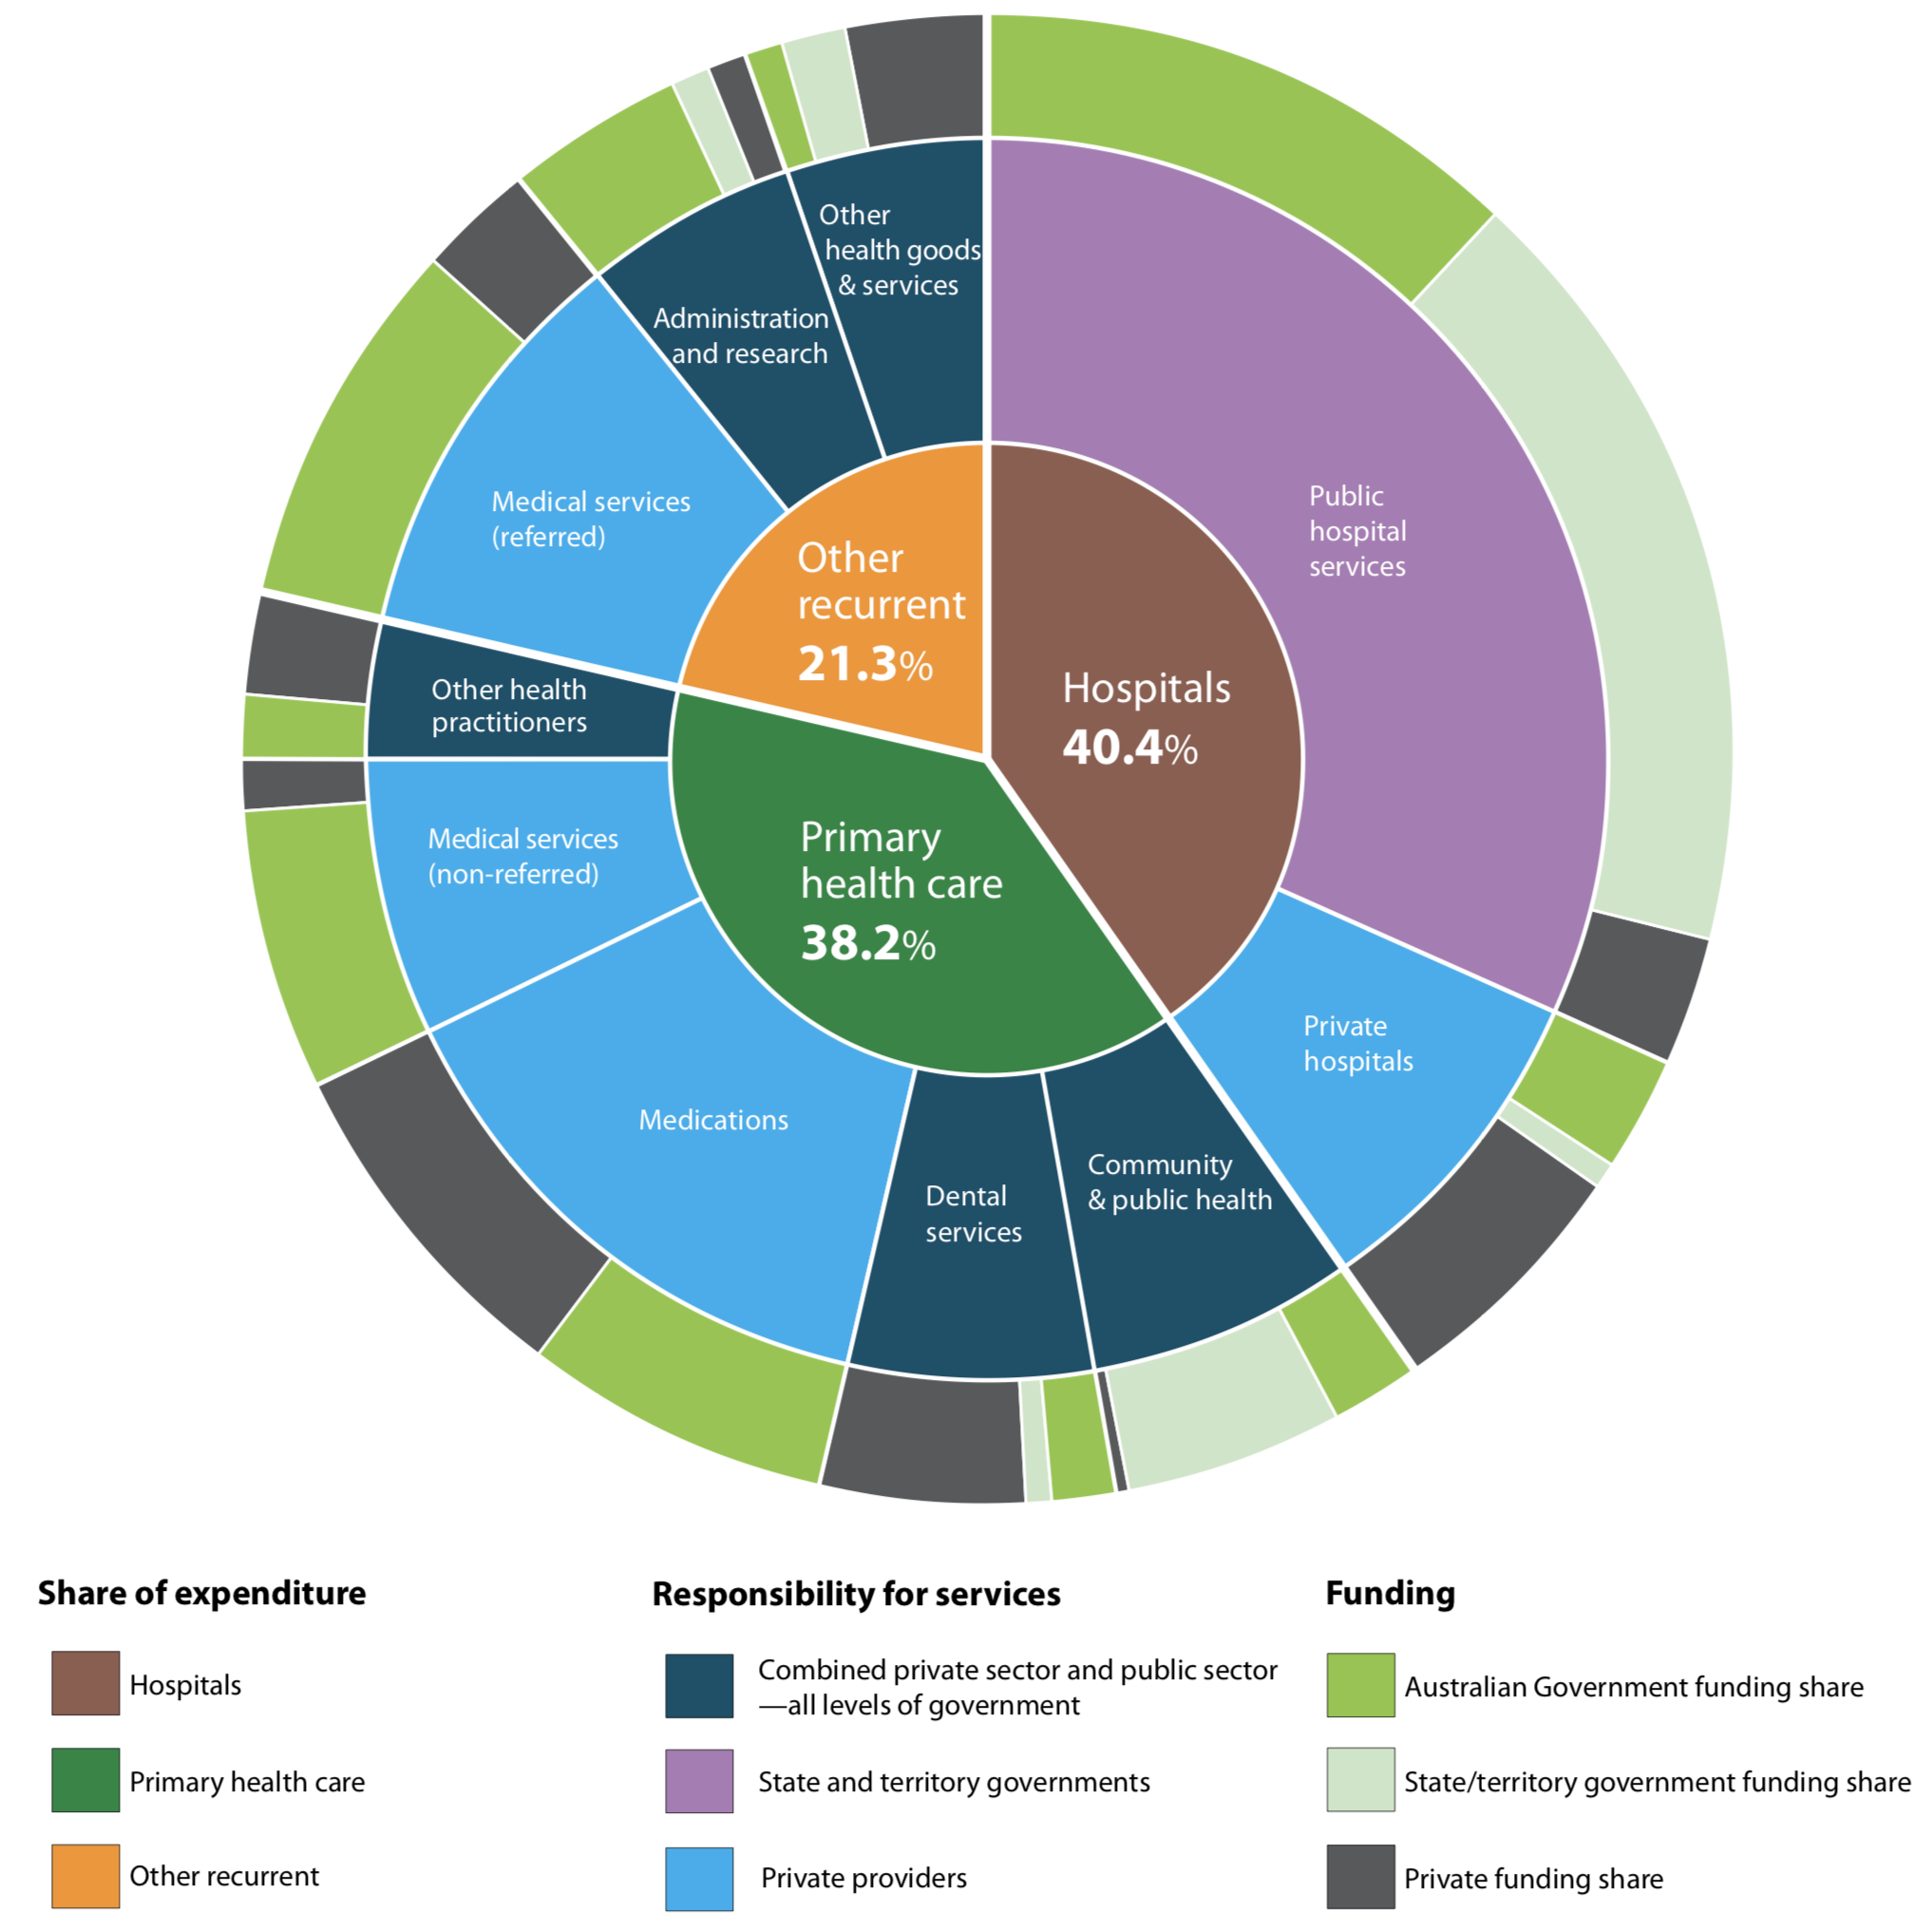 Other
health goods
& services
Administration
and research
Medical services
(referred)
Public
hospital
services
Other
recurrent
21.3%
Hospitals
40.4%
Other health
practitioners
Medical services
(non-referred)
Primary
health care
38.2%
Private
hospitals
Medications
Dental
services
Community
& public health
Share of expenditure
Hospitals
Primary health care
Other recurrent
Responsibility for services
Combined private sector and public sector
—all levels of government
State and territory governments
Private providers
Funding
Australian Government funding share
State/territory government funding share
Private funding share